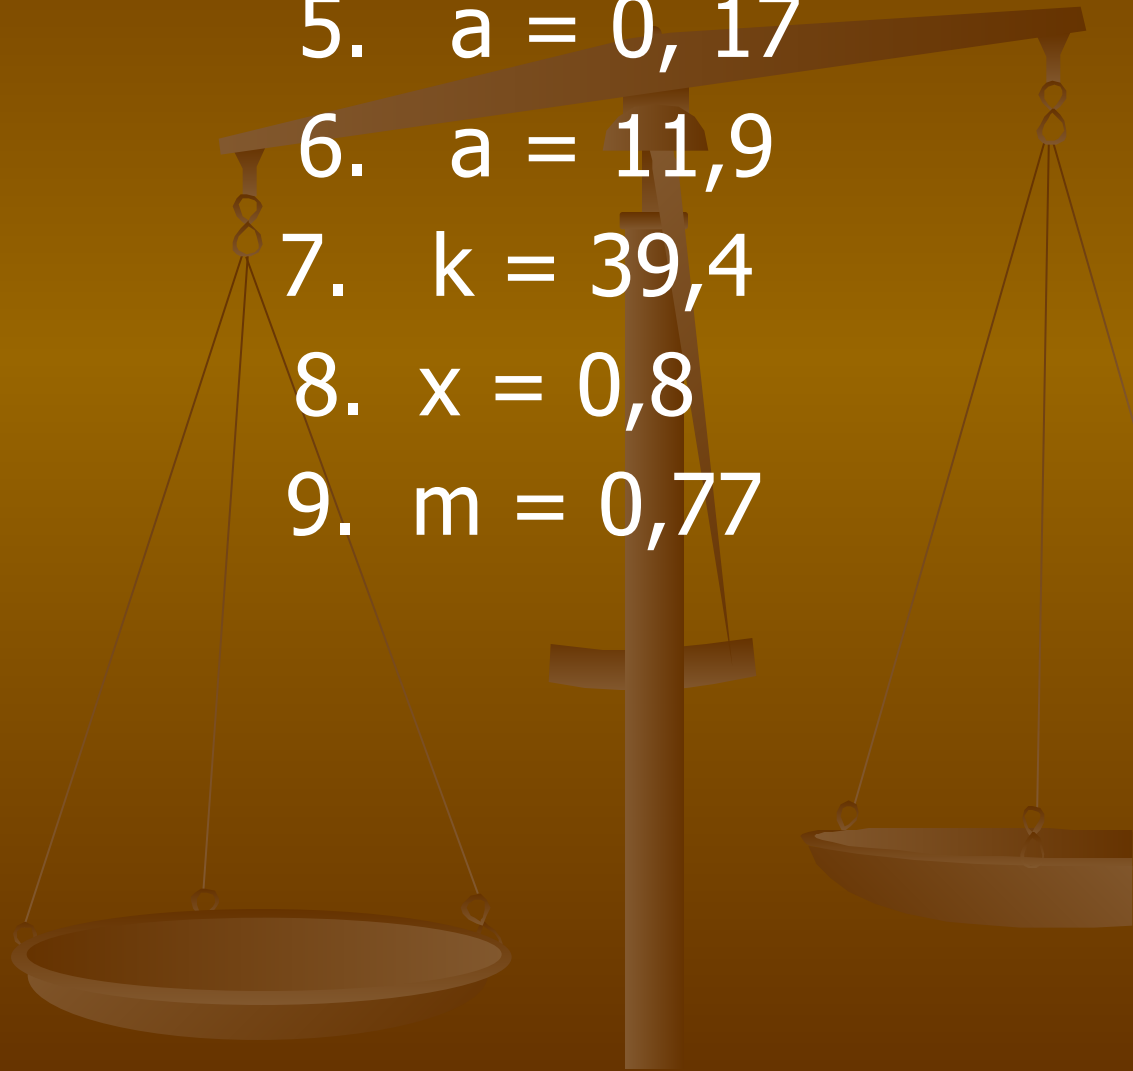 5. a = 0, 17
6. a = 11,9
7. k = 39,4
8. x = 0,8
9. m = 0,77